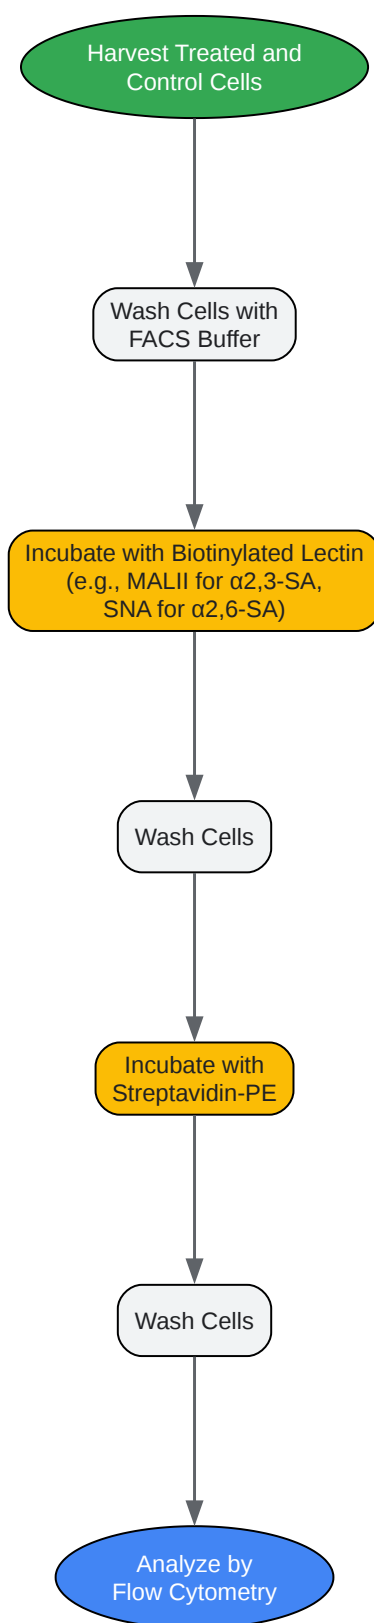 Harvest Treated and
Control Cells
Wash Cells with
FACS Buffer
Incubate with Biotinylated Lectin
(e.g., MALII for α2,3-SA,
SNA for α2,6-SA)
Wash Cells
Incubate with
Streptavidin-PE
Wash Cells
Analyze by
Flow Cytometry